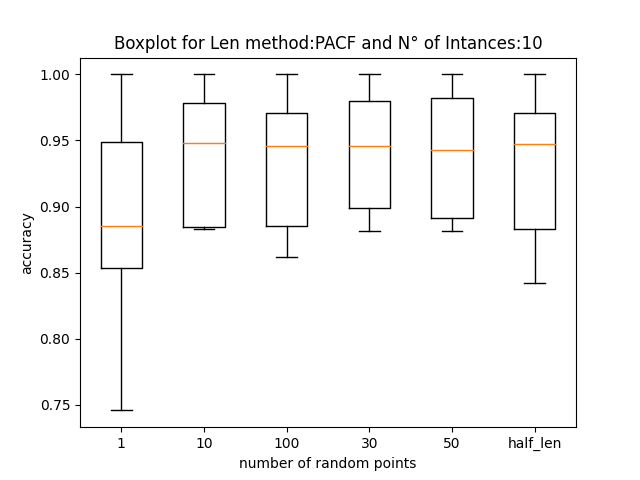 Boxplot for Len method:PACF and N° of Intances:10
1.00
0.95
0.90
0.85
0.80
0.75
accuracy
1 10 100 30 50 half_len
number of random points